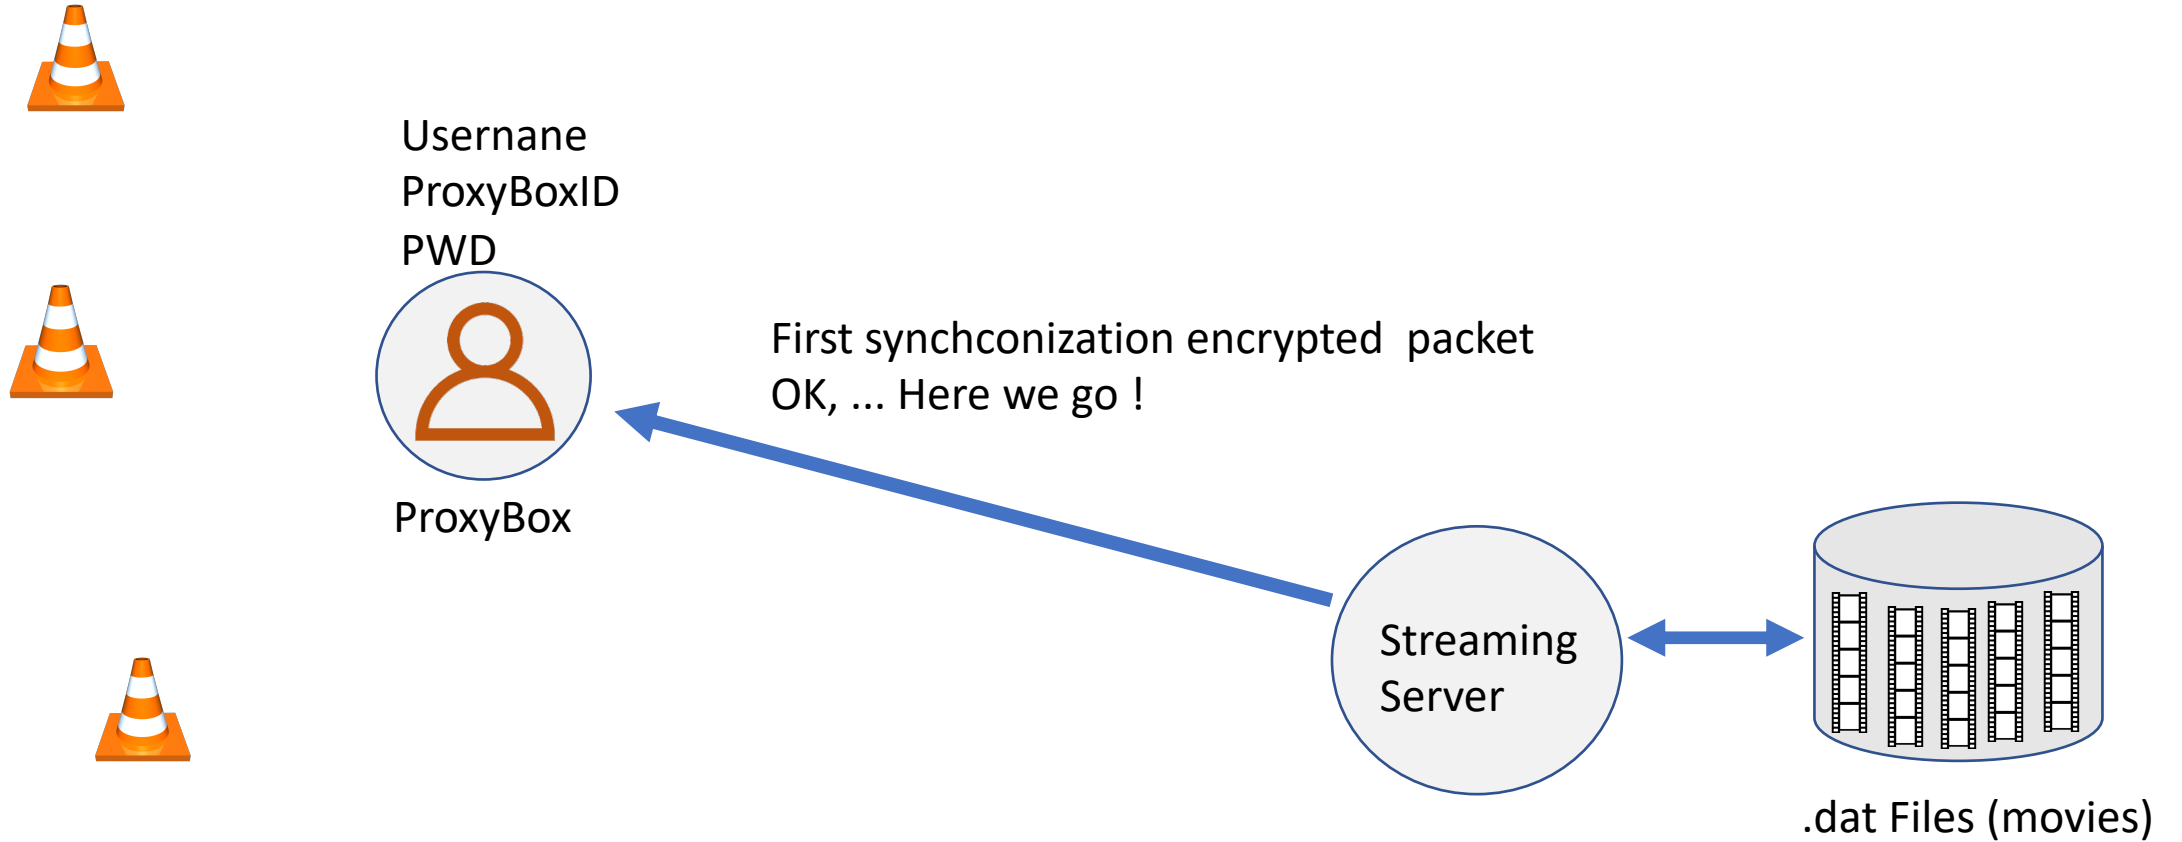 Usernane
ProxyBoxID
PWD
First synchconization encrypted  packet
OK, ... Here we go !
ProxyBox
Streaming
Server
.dat Files (movies)